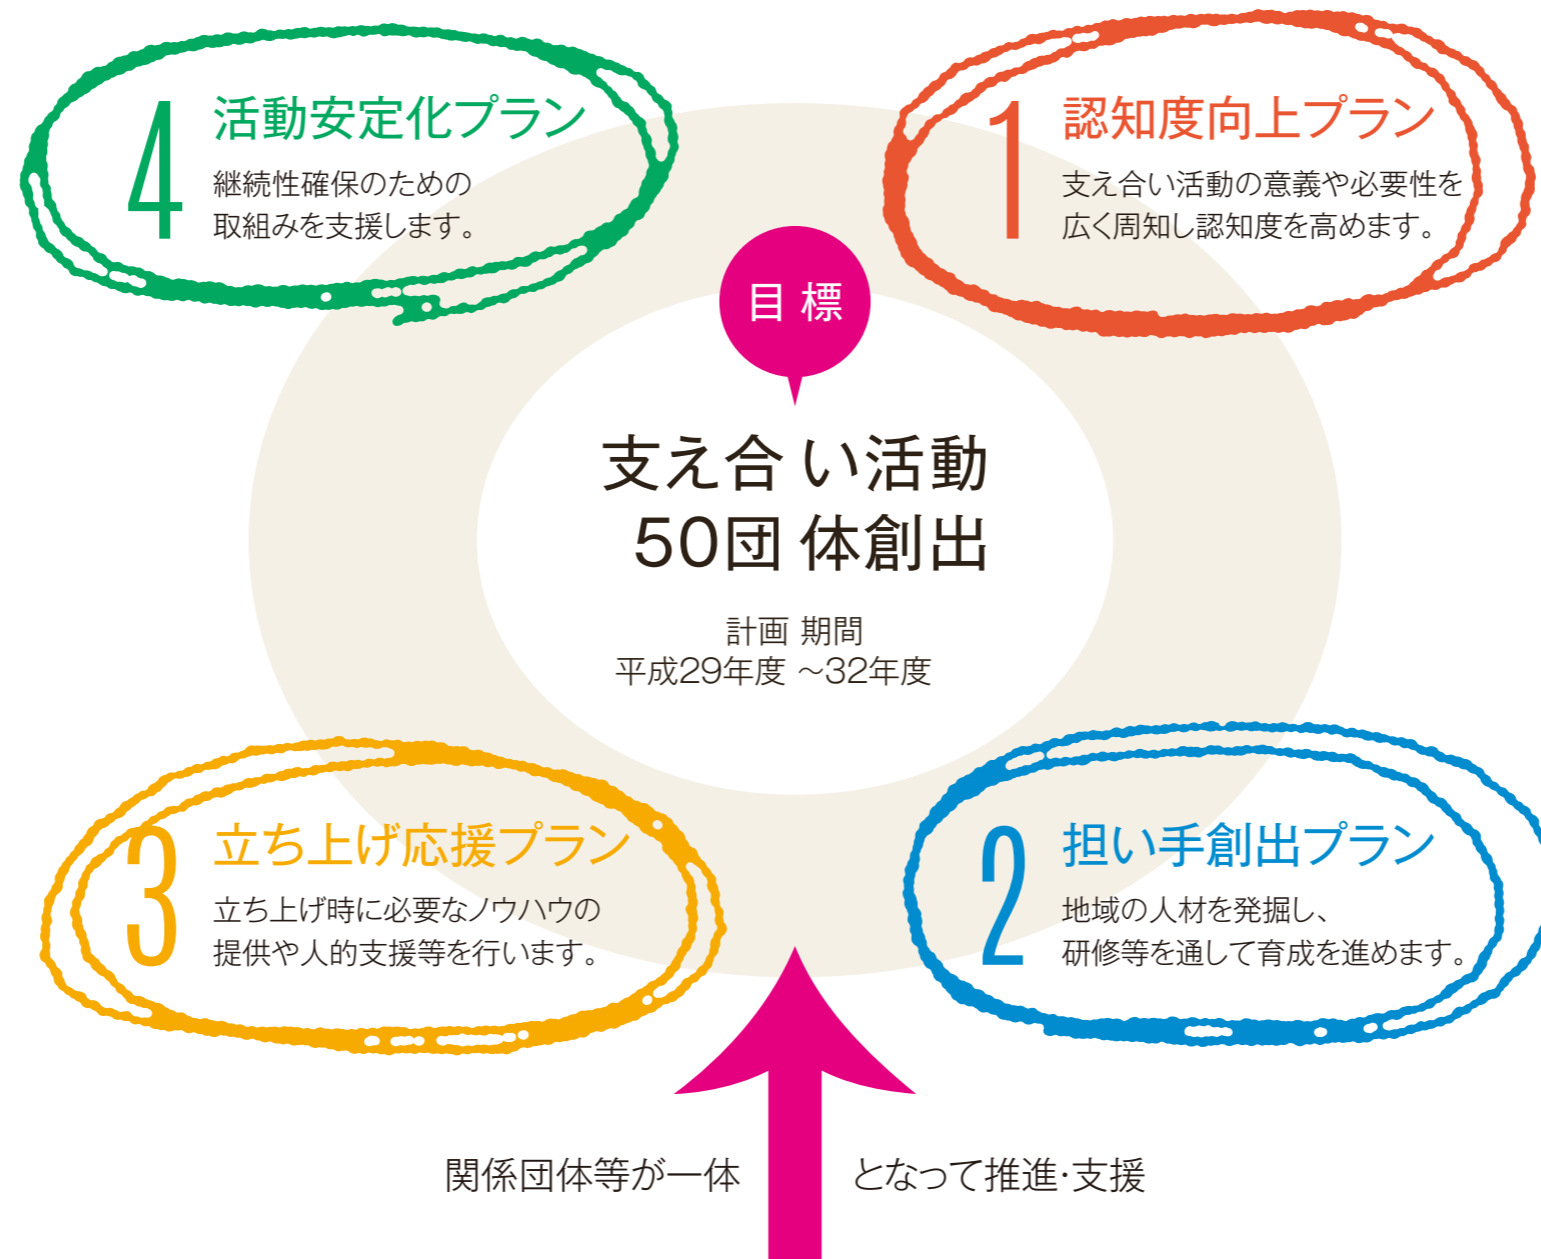 4
活動安定化プラン
継続性確保のための
取組みを支援します。
1
認知度向上プラン
支え合い活動の意義や必要性を
広く周知し認知度を高めます。
目 標
支え合い活動
50団体創出
計画 期間
平成29年度 ~32年度
3
立ち上げ応援プラン
立ち上げ時に必要なノウハウの
提供や人的支援等を行います。
2
担い手創出プラン
地域の人材を発掘し、
研修等を通して育成を進めます。
関係団体等が一体 となって推進・支援